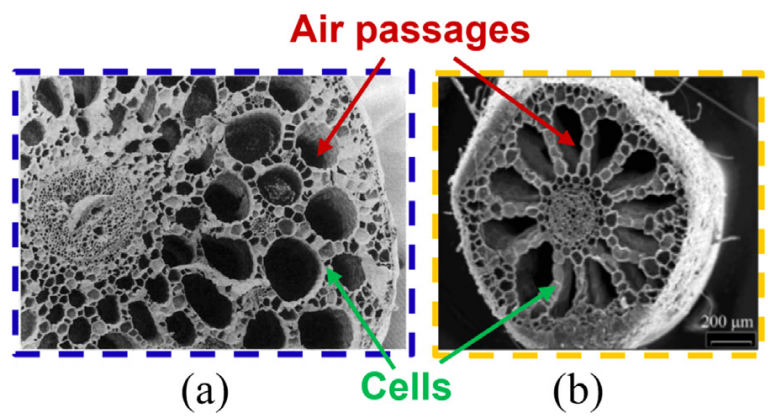 Air passages
200 μm
(a)
Cells
(b)